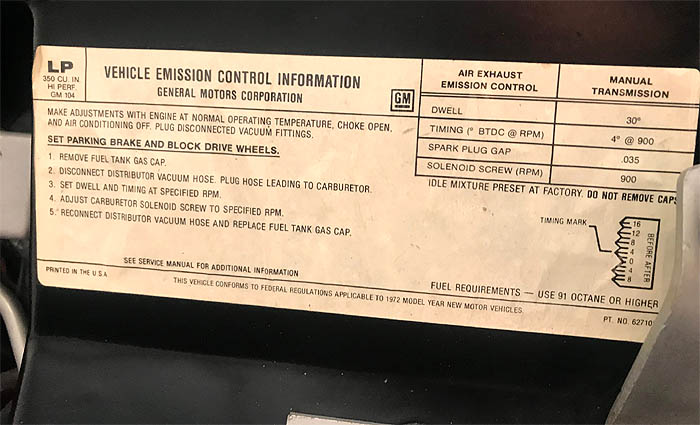 LP
350 CU. IN.
HI PERF.
GM 104
VEHICLE EMISSION CONTROL INFORMATION
GENERAL MOTORS CORPORATION
GM
MAKE ADJUSTMENTS WITH ENGINE AT NORMAL OPERATING TEMPERATURE, CHOKE OPEN,
AND AIR CONDITIONING OFF. PLUG DISCONNECTED VACUUM FITTINGS.
SET PARKING BRAKE AND BLOCK DRIVE WHEELS.
1. REMOVE FUEL TANK GAS CAP.
2. DISCONNECT DISTRIBUTOR VACUUM HOSE. PLUG HOSE LEADING TO CARBURETOR.
3. SET DWELL AND TIMING AT SPECIFIED RPM.
4. ADJUST CARBURETOR SOLENOID SCREW TO SPECIFIED RPM.
5. RECONNECT DISTRIBUTOR VACUUM HOSE AND REPLACE FUEL TANK GAS CAP.
SEE SERVICE MANUAL FOR ADDITIONAL INFORMATION
PRINTED IN THE U.S.A.
THIS VEHICLE CONFORMS TO FEDERAL REGULATIONS APPLICABLE TO 1972 MODEL YEAR NEW MOTOR VEHICLES.
AIR EXHAUST
EMISSION CONTROL
MANUAL
TRANSMISSION
DWELL 30°
TIMING (° BTDC @ RPM) 4° @ 900
SPARK PLUG GAP .035
SOLENOID SCREW (RPM) 900
IDLE MIXTURE PRESET AT FACTORY. DO NOT REMOVE CAPS
TIMING MARK
16
12
8
4
0
4
8
BEFORE AFTER
FUEL REQUIREMENTS — USE 91 OCTANE OR HIGHER
PT. NO. 62710